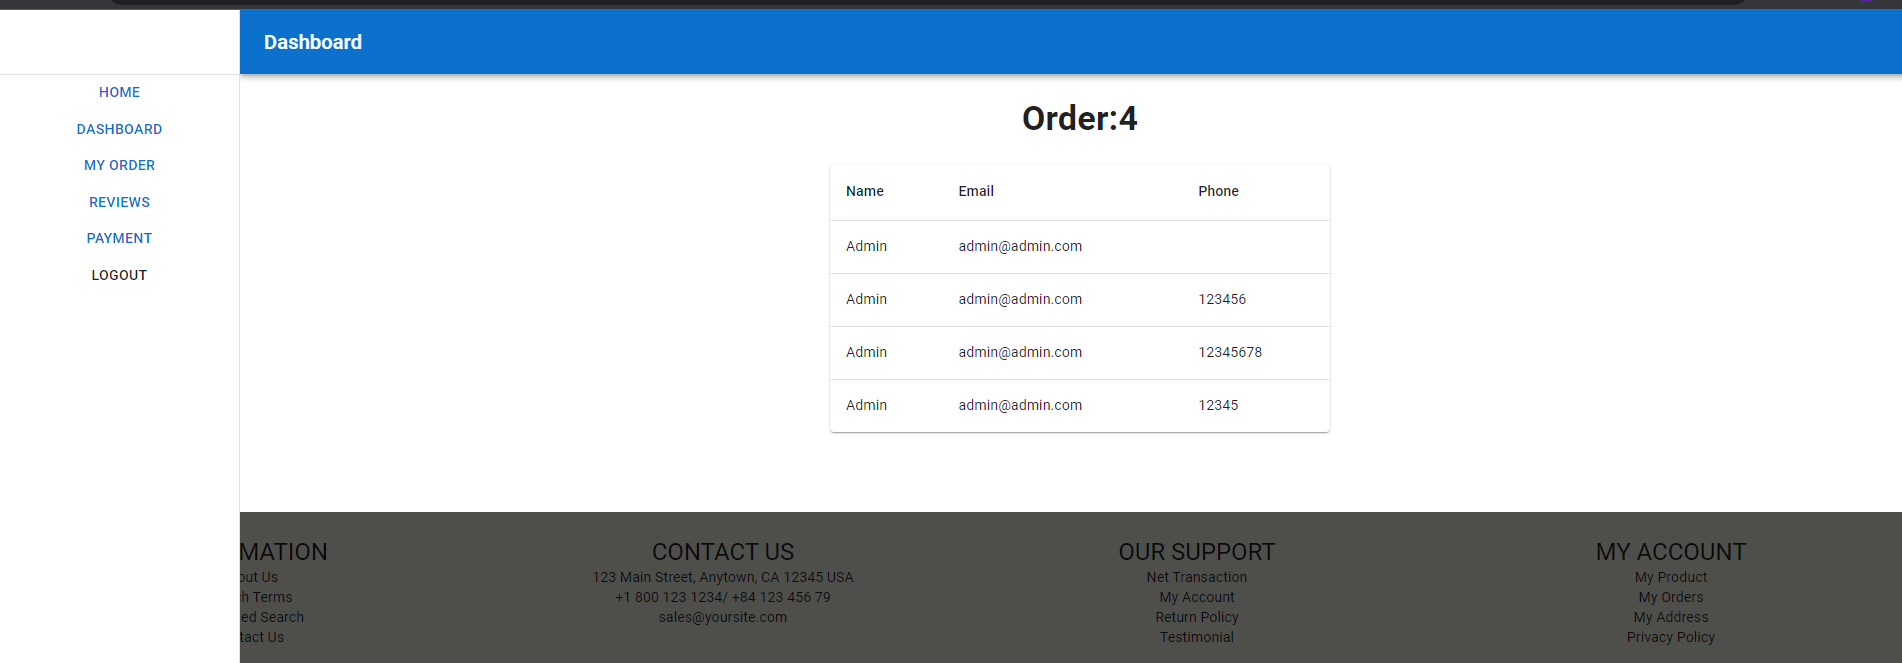 Dashboard
HOME
DASHBOARD
MY ORDER
REVIEWS
PAYMENT
LOGOUT
Order:4
Name Email Phone
Admin admin@admin.com
Admin admin@admin.com 123456
Admin admin@admin.com 12345678
Admin admin@admin.com 12345
MATION
out Us
h Terms
ed Search
tact Us
CONTACT US
123 Main Street, Anytown, CA 12345 USA
+1 800 123 1234/ +84 123 456 79
sales@yoursite.com
OUR SUPPORT
Net Transaction
My Account
Return Policy
Testimonial
MY ACCOUNT
My Product
My Orders
My Address
Privacy Policy